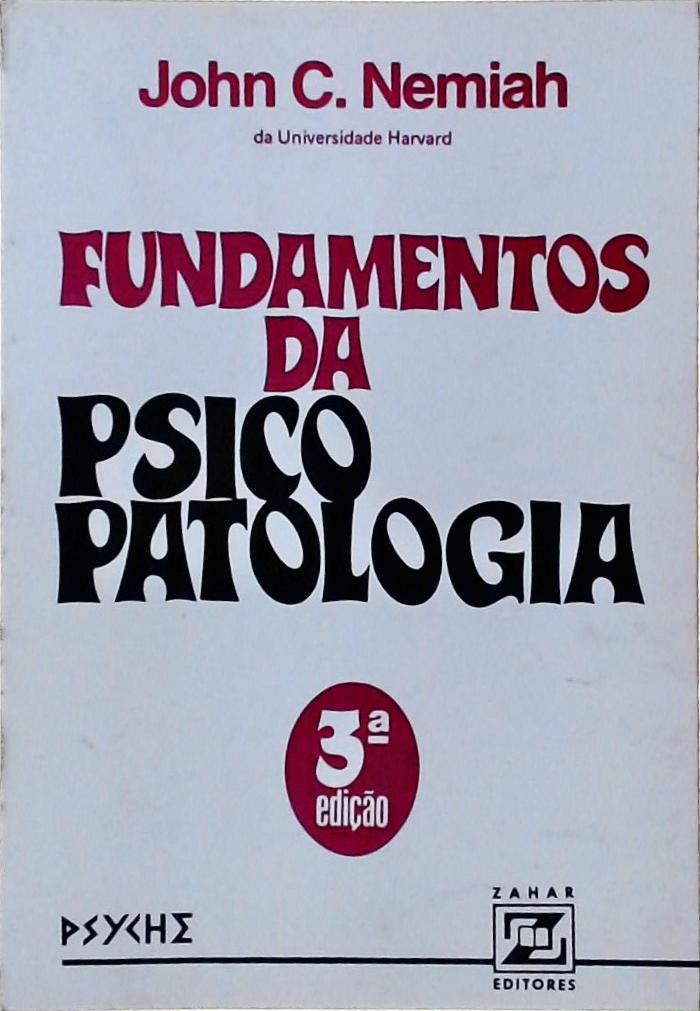 John C. Nemiah
da Universidade Harvard
FUNDAMENTOS
DA
PSICO
PATOLOGIA
3ª
edição
PSYCHE
ZAHAR
EDITORES